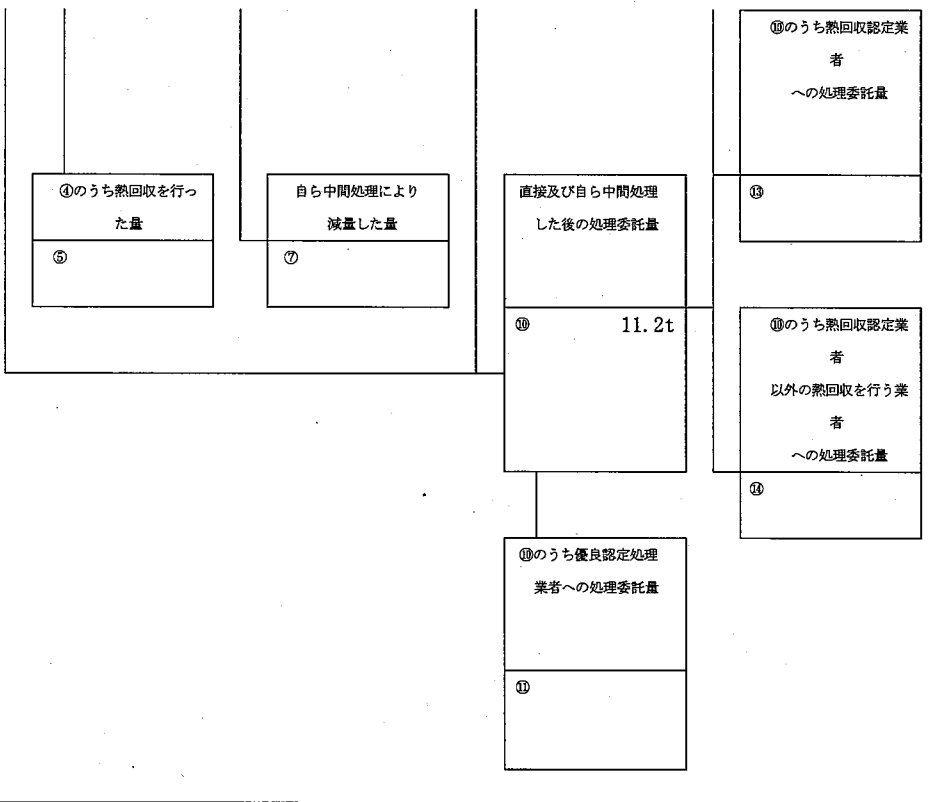 ⑩のうち熱回収認定業
者
への処理委託量
⑬
④のうち熱回収を行っ
た量
⑤
自ら中間処理により
減量した量
⑦
直接及び自ら中間処理
した後の処理委託量
⑩ 11.2t
⑩のうち熱回収認定業
者
以外の熱回収を行う業
者
への処理委託量
⑭
⑩のうち優良認定処理
業者への処理委託量
⑪